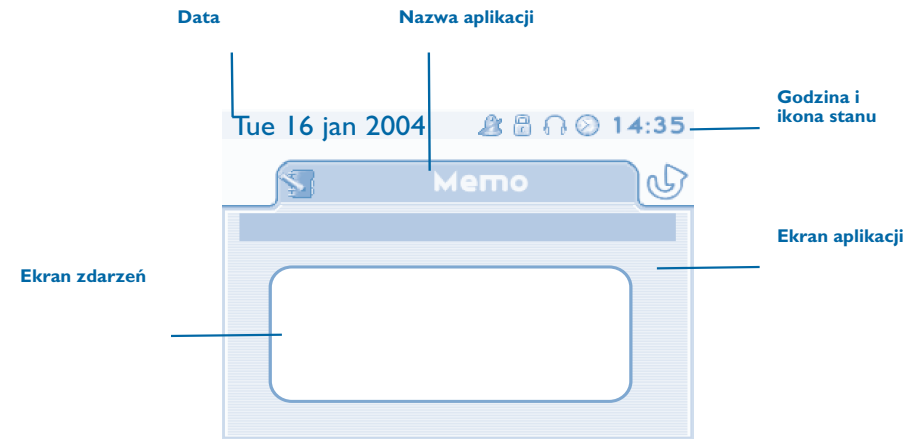 Data
Nazwa aplikacji
Godzina i
ikona stanu
Tue 16 jan 2004
14:35
Memo
Ekran aplikacji
Ekran zdarzeń